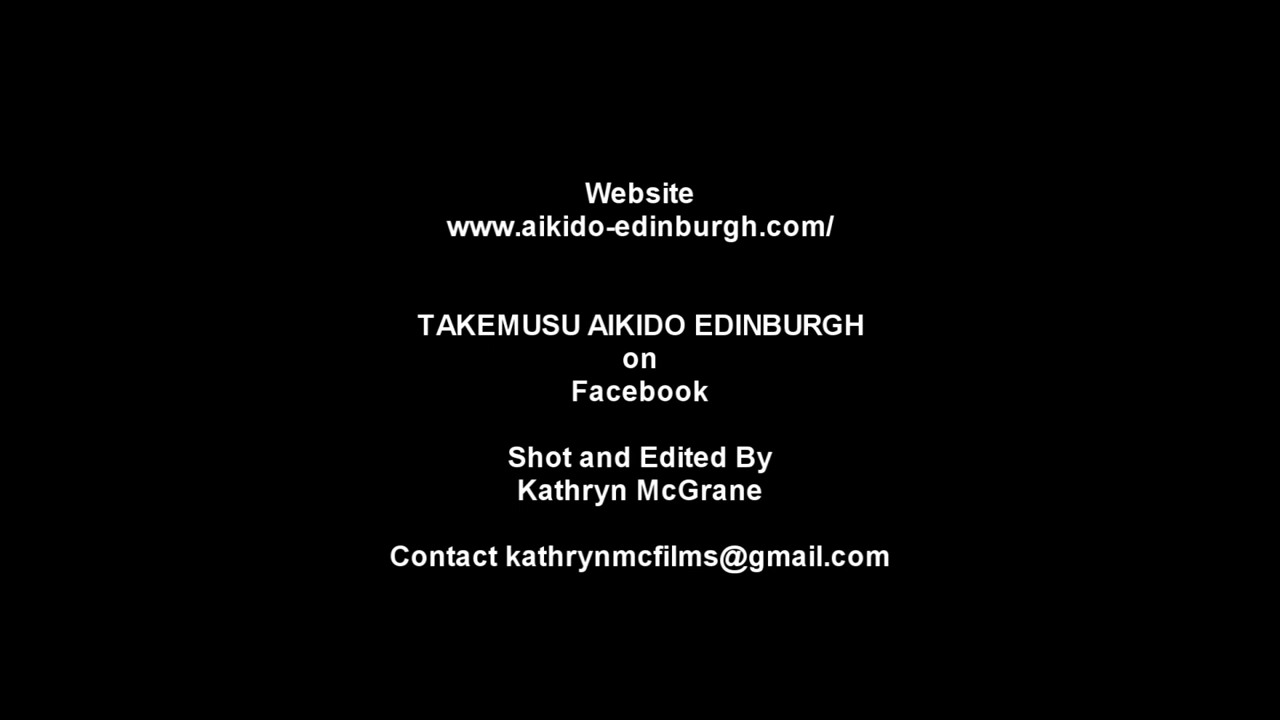 Website
www.aikido-edinburgh.com/
TAKEMUSU AIKIDO EDINBURGH
on
Facebook
Shot and Edited By
Kathryn McGrane
Contact kathrynmcfilms@gmail.com